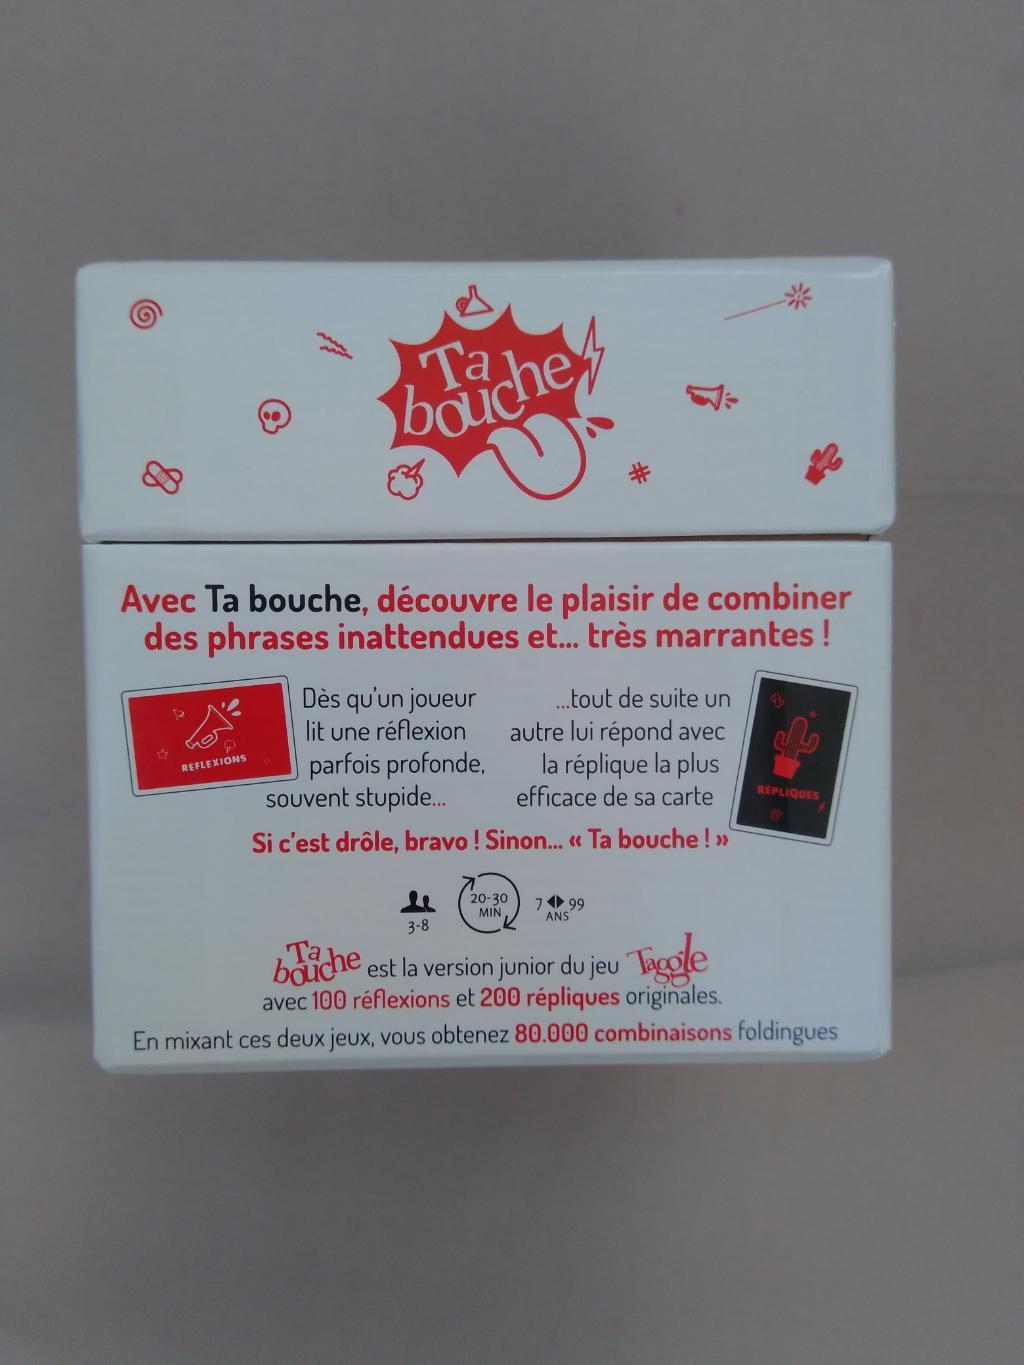 Ta
bouche
Avec Ta bouche, découvre le plaisir de combiner
des phrases inattendues et... très marrantes !
Dès qu'un joueur
lit une réflexion
parfois profonde,
souvent stupide...
REFLEXIONS
...tout de suite un
autre lui répond avec
la réplique la plus
efficace de sa carte
RÉPLIQUES
Si c'est drôle, bravo ! Sinon... « Ta bouche ! »
3-8
20-30
MIN
7 99
ANS
Ta bouche est la version junior du jeu Taggle
avec 100 réflexions et 200 répliques originales.
En mixant ces deux jeux, vous obtenez 80.000 combinaisons foldingues